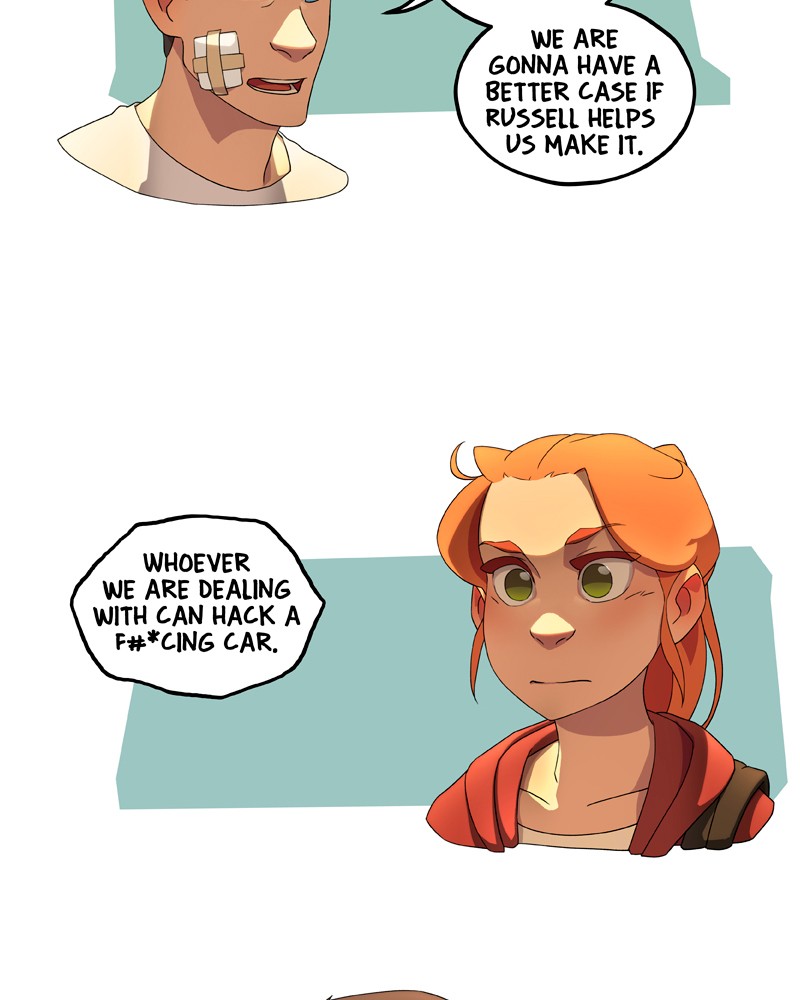 WE ARE
GONNA HAVE A
BETTER CASE IF
RUSSELL HELPS
US MAKE IT.
WHOEVER
WE ARE DEALING
WITH CAN HACK A
F#*CING CAR.